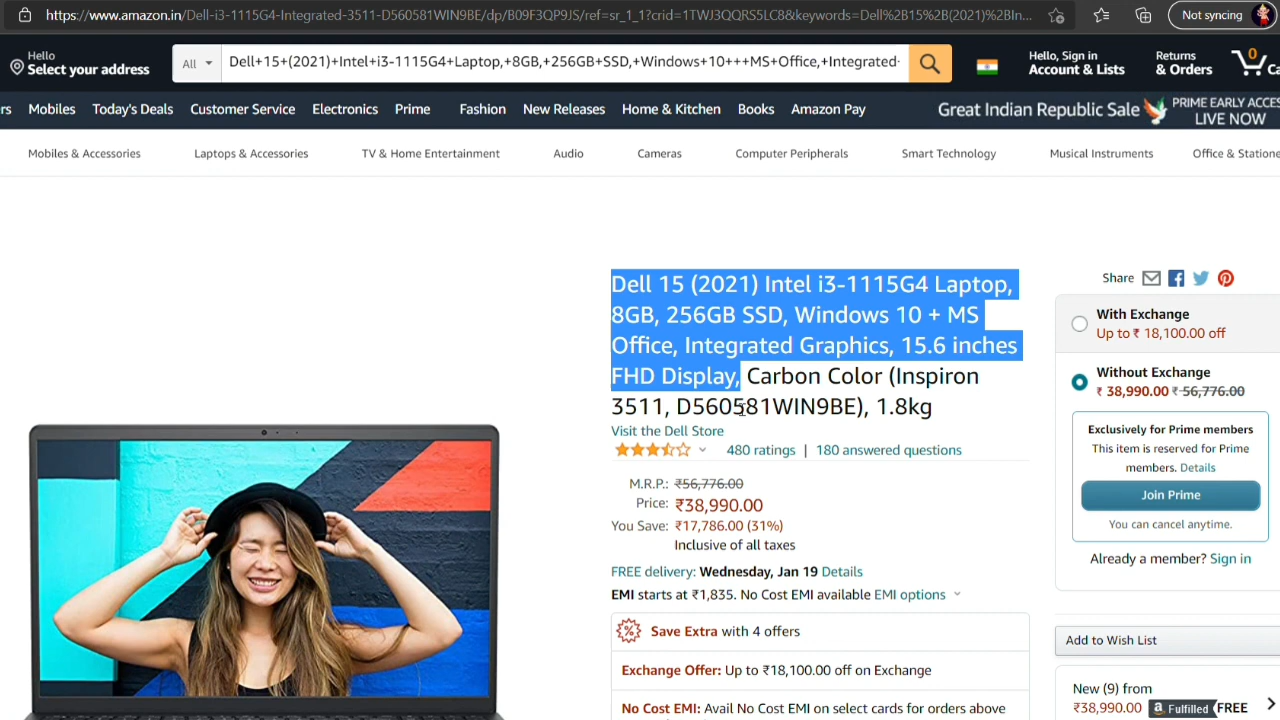 https://www.amazon.in/Dell-i3-1115G4-Integrated-3511-D560581WIN9BE/dp/B09F3QP9JS/ref=sr_1_1?crid=1TWJ3QQRS5LC8&keywords=Dell%2B15%2B(2021)%2BIn...
Not syncing
Hello
Select your address
All
Dell+15+(2021)+Intel+i3-1115G4+Laptop,+8GB,+256GB+SSD,+Windows+10+++MS+Office,+Integrated-
Hello, Sign in
Account & Lists
Returns
& Orders
0
Ca
rs Mobiles Today's Deals Customer Service Electronics Prime Fashion New Releases Home & Kitchen Books Amazon Pay
Great Indian Republic Sale
PRIME EARLY ACCES
LIVE NOW
Mobiles & Accessories Laptops & Accessories TV & Home Entertainment Audio Cameras Computer Peripherals Smart Technology Musical Instruments Office & Statione
Dell 15 (2021) Intel i3-1115G4 Laptop,
8GB, 256GB SSD, Windows 10 + MS
Office, Integrated Graphics, 15.6 inches
FHD Display, Carbon Color (Inspiron
3511, D560581WIN9BE), 1.8kg
Visit the Dell Store
480 ratings | 180 answered questions
M.R.P.: ₹56,776.00
Price: ₹38,990.00
You Save: ₹17,786.00 (31%)
Inclusive of all taxes
FREE delivery: Wednesday, Jan 19 Details
EMI starts at ₹1,835. No Cost EMI available EMI options
Save Extra with 4 offers
Exchange Offer: Up to ₹18,100.00 off on Exchange
No Cost EMI: Avail No Cost EMI on select cards for orders above
Share
With Exchange
Up to ₹ 18,100.00 off
Without Exchange
₹ 38,990.00 ₹ 56,776.00
Exclusively for Prime members
This item is reserved for Prime
members. Details
Join Prime
You can cancel anytime.
Already a member? Sign in
Add to Wish List
New (9) from
₹38,990.00 a Fulfilled FREE